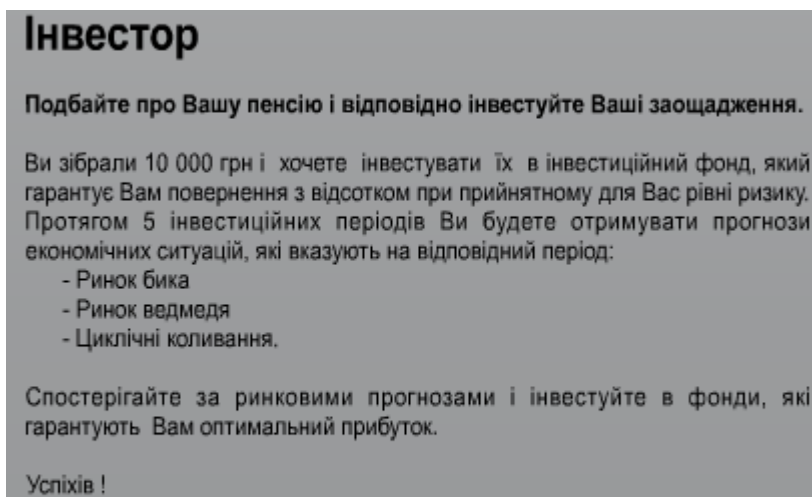 Інвестор
Подбайте про Вашу пенсію і відповідно інвестуйте Ваші заощадження.
Ви зібрали 10 000 грн і хочете інвестувати їх в інвестиційний фонд, який
гарантує Вам повернення з відсотком при прийнятному для Вас рівні ризику.
Протягом 5 інвестиційних періодів Ви будете отримувати прогнози
економічних ситуацій, які вказують на відповідний період:
- Ринок бика
- Ринок ведмедя
- Циклічні коливання.
Спостерігайте за ринковими прогнозами і інвестуйте в фонди, які
гарантують Вам оптимальний прибуток.
Успіхів !